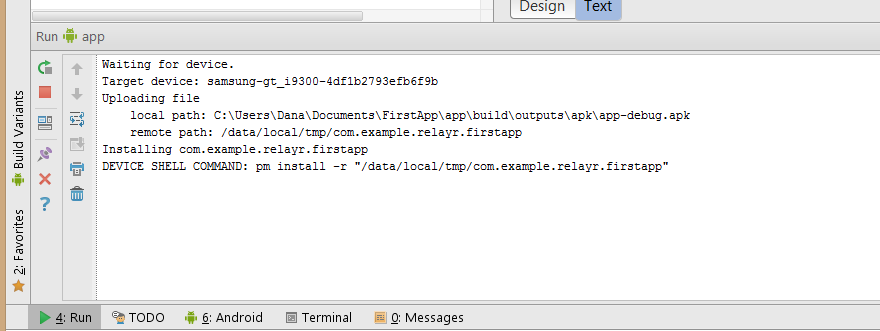 Design Text
Run app
Waiting for device.
Target device: samsung-gt_i9300-4df1b2793efb6f9b
Uploading file
local path: C:\Users\Dana\Documents\FirstApp\app\build\outputs\apk\app-debug.apk
remote path: /data/local/tmp/com.example.relayr.firstapp
Installing com.example.relayr.firstapp
DEVICE SHELL COMMAND: pm install -r "/data/local/tmp/com.example.relayr.firstapp"
Build Variants
2: Favorites
4: Run TODO 6: Android Terminal 0: Messages